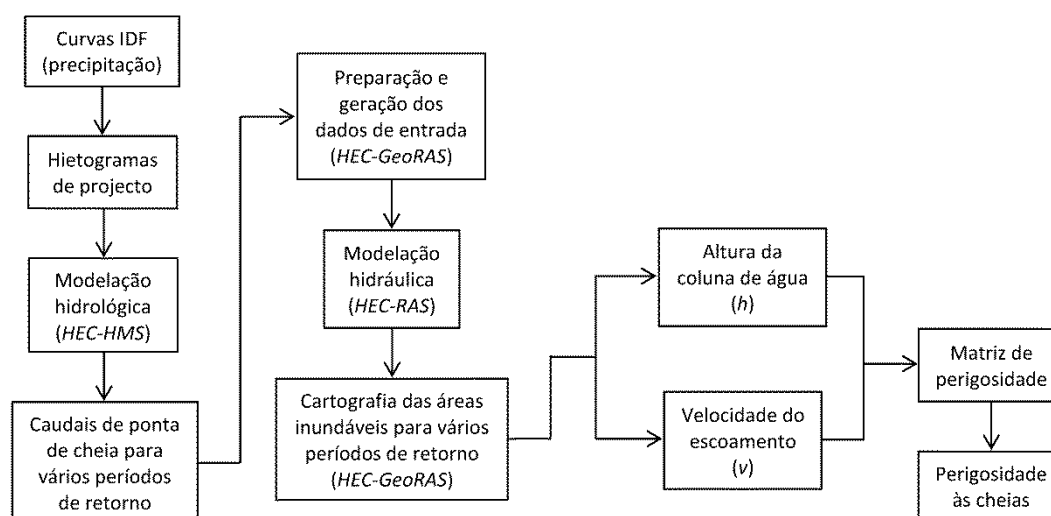 Curvas IDF
(precipitação)
Hietogramas
de projecto
Modelação
hidrológica
(HEC-HMS)
Caudais de ponta
de cheia para
vários períodos
de retorno
Preparação e
geração dos
dados de entrada
(HEC-GeoRAS)
Modelação
hidráulica
(HEC-RAS)
Cartografia das áreas
inundáveis para vários
períodos de retorno
(HEC-GeoRAS)
Altura da
coluna de água
(h)
Velocidade do
escoamento
(v)
Matriz de
perigosidade
Perigosidade
às cheias